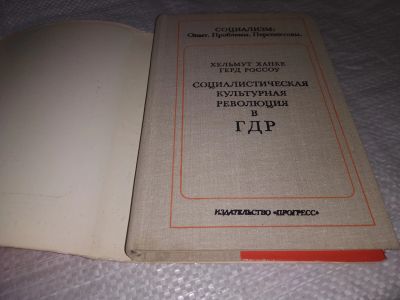 СОЦИАЛИЗМ:
Опыт. Проблемы. Перспективы.
ХЕЛЬМУТ ХАНКЕ
ГЕРД РОССОУ
СОЦИАЛИСТИЧЕСКАЯ
КУЛЬТУРНАЯ
РЕВОЛЮЦИЯ
В
ГДР
ИЗДАТЕЛЬСТВО «ПРОГРЕСС»